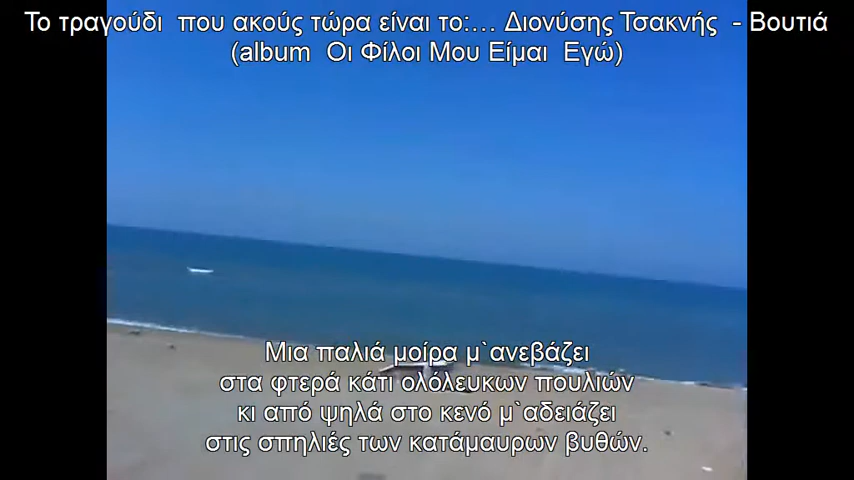 Το τραγούδι που ακούς τώρα είναι το:... Διονύσης Τσακνής - Βουτιά
(album Οι Φίλοι Μου Είμαι Εγώ)
Μια παλιά μοίρα μ`ανεβάζει
στα φτερά κάτι ολόλευκων πουλιών
κι από ψηλά στο κενό μ`αδειάζει
στις σπηλιές των κατάμαυρων βυθών.